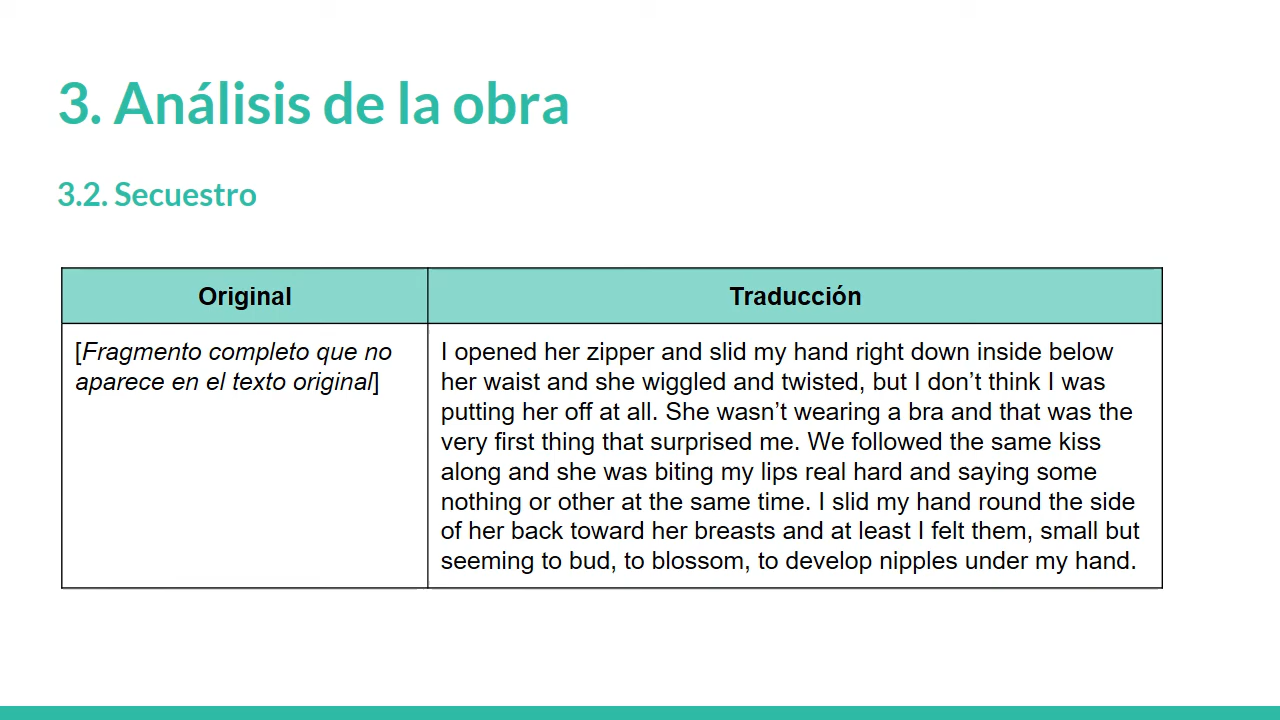 3. Análisis de la obra
3.2. Secuestro
Original
Traducción
[Fragmento completo que no
aparece en el texto original]
I opened her zipper and slid my hand right down inside below
her waist and she wiggled and twisted, but I don’t think I was
putting her off at all. She wasn’t wearing a bra and that was the
very first thing that surprised me. We followed the same kiss
along and she was biting my lips real hard and saying some
nothing or other at the same time. I slid my hand round the side
of her back toward her breasts and at least I felt them, small but
seeming to bud, to blossom, to develop nipples under my hand.